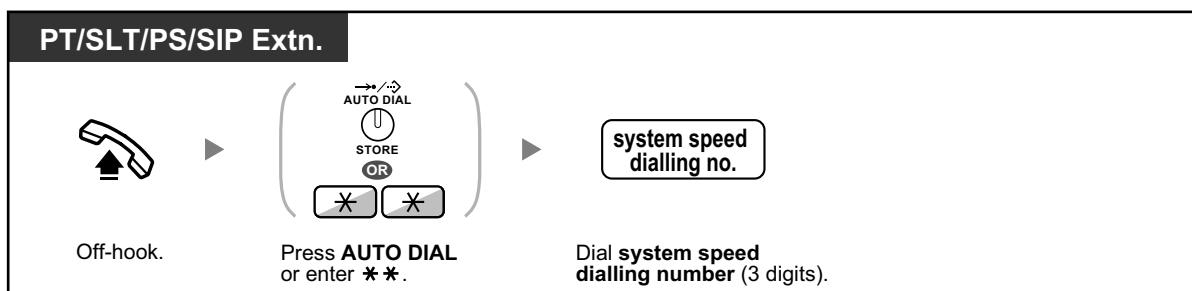 PT/SLT/PS/SIP Extn.
AUTO DIAL
STORE
OR
* *
system speed
dialling no.
Off-hook.
Press AUTO DIAL
or enter * *.
Dial system speed
dialling number (3 digits).